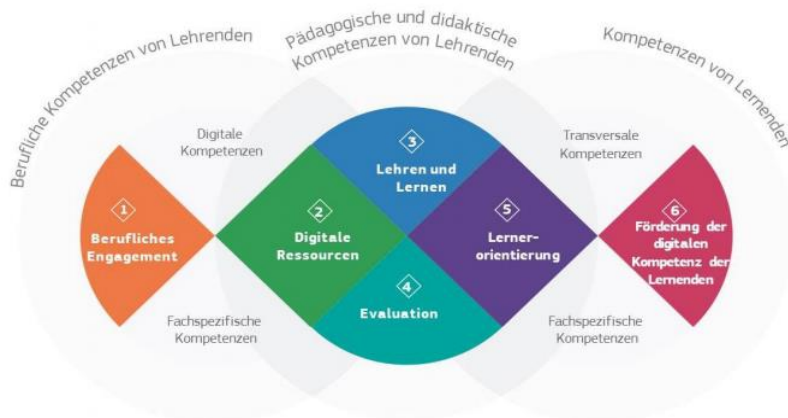 Berufliche Kompetenzen von Lehrenden
Pädagogische und didaktische
Kompetenzen von Lehrenden
Kompetenzen von Lernenden
Digitale
Kompetenzen
Transversale
Kompetenzen
1
Berufliches
Engagement
2
Digitale
Ressourcen
3
Lehren und
Lernen
4
Evaluation
5
Lerner-
orientierung
6
Förderung der
digitalen
Kompetenz der
Lernenden
Fachspezifische
Kompetenzen
Fachspezifische
Kompetenzen